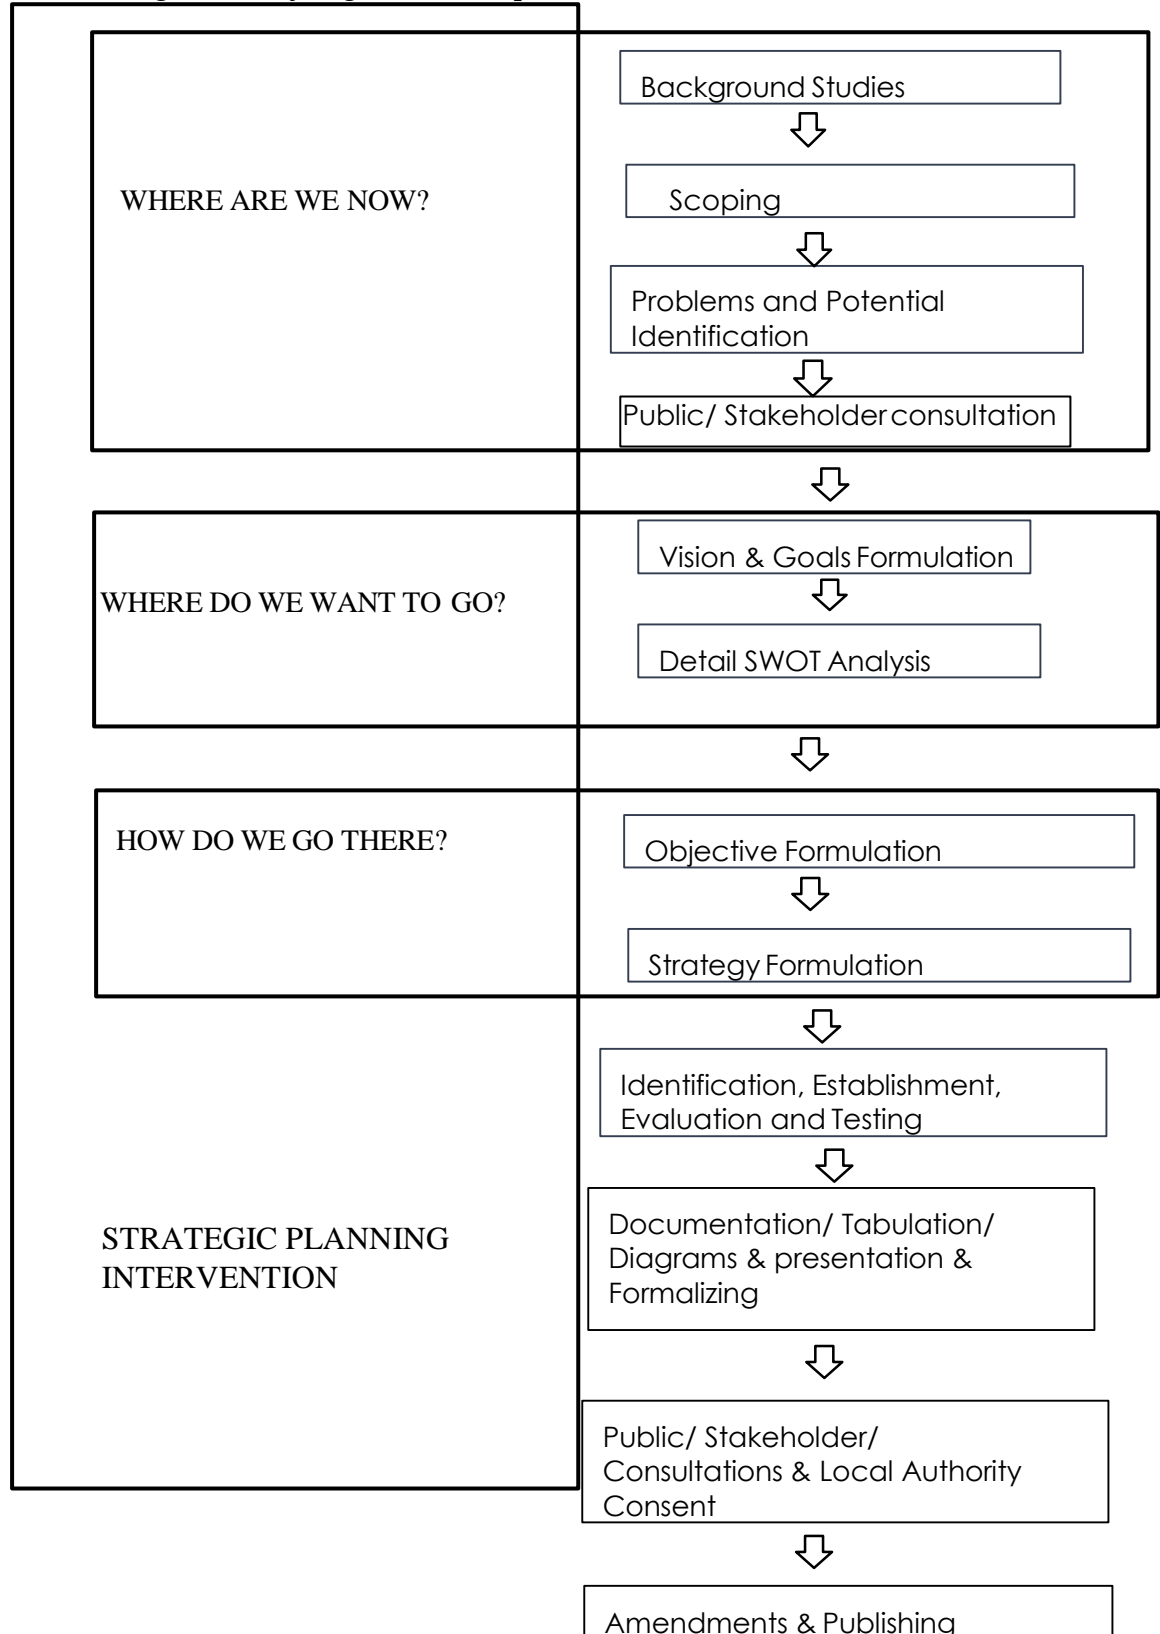 Background Studies
WHERE ARE WE NOW?
Scoping
Problems and Potential
Identification
Public/ Stakeholder consultation
Vision & Goals Formulation
WHERE DO WE WANT TO GO?
Detail SWOT Analysis
HOW DO WE GO THERE?
Objective Formulation
Strategy Formulation
Identification, Establishment,
Evaluation and Testing
STRATEGIC PLANNING
INTERVENTION
Documentation/ Tabulation/
Diagrams & presentation &
Formalizing
Public/ Stakeholder/
Consultations & Local Authority
Consent
Amendments & Publishing